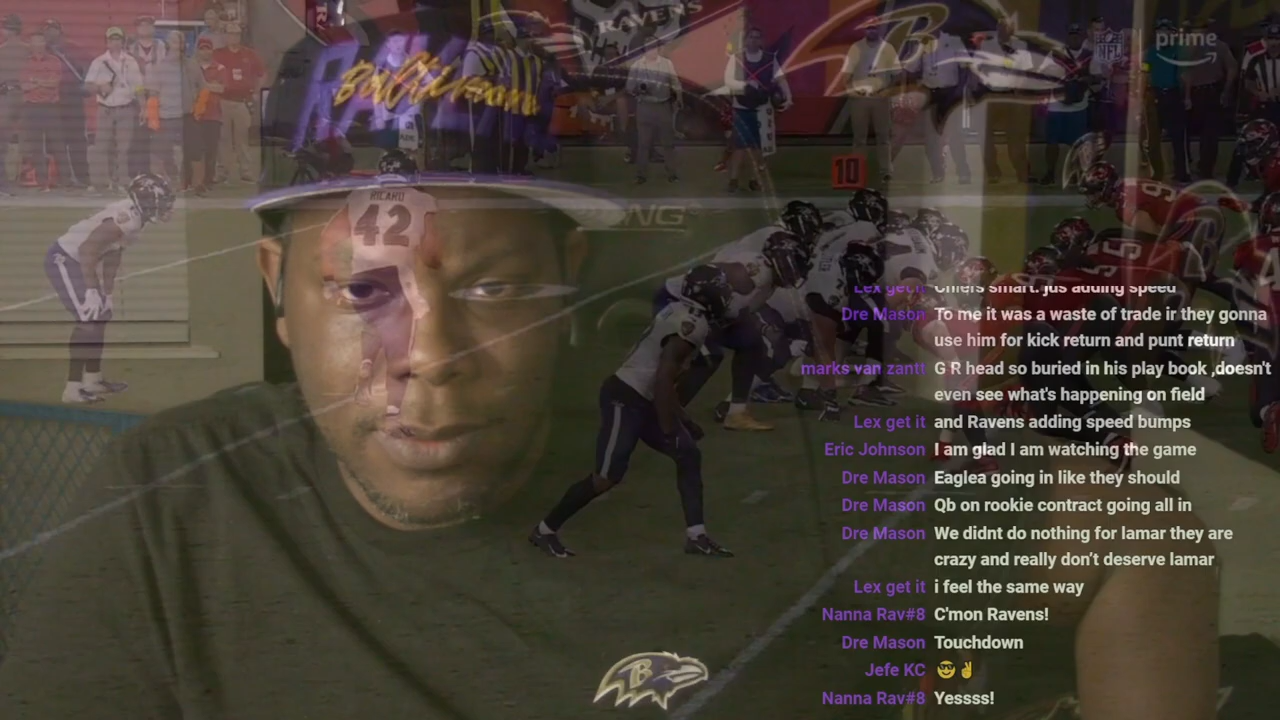 RAVENS
B
prime
NFL
Baltimore
10
RICARD
42
Lex get it Chiefs smart. jus adding speed
Dre Mason To me it was a waste of trade ir they gonna
use him for kick return and punt return
marks van zantt G R head so buried in his play book ,doesn't
even see what's happening on field
Lex get it and Ravens adding speed bumps
Eric Johnson I am glad I am watching the game
Dre Mason Eaglea going in like they should
Dre Mason Qb on rookie contract going all in
Dre Mason We didnt do nothing for lamar they are
crazy and really don't deserve lamar
Lex get it i feel the same way
Nanna Rav#8 C'mon Ravens!
Dre Mason Touchdown
Jefe KC 😎✌
Nanna Rav#8 Yessss!
B